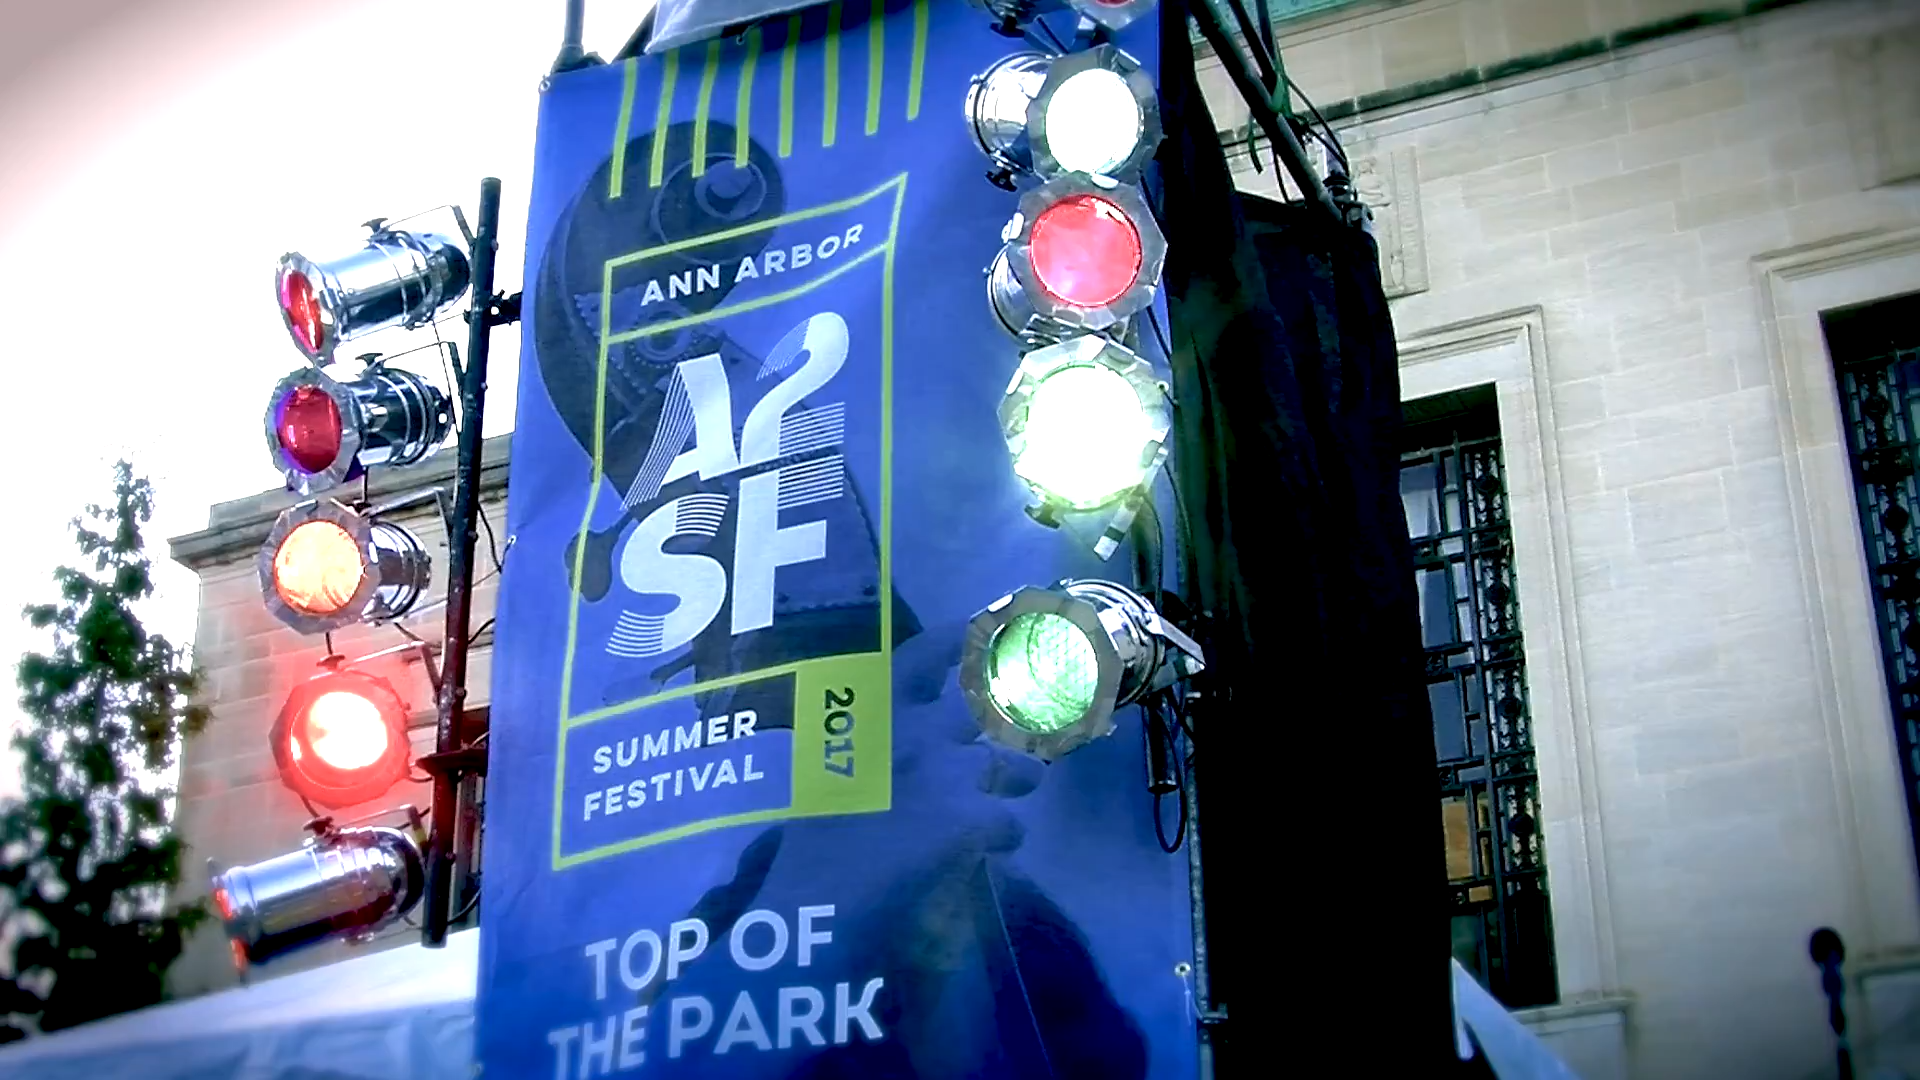 ANN ARBOR
A2
SF
SUMMER
FESTIVAL
2017
TOP OF
THE PARK